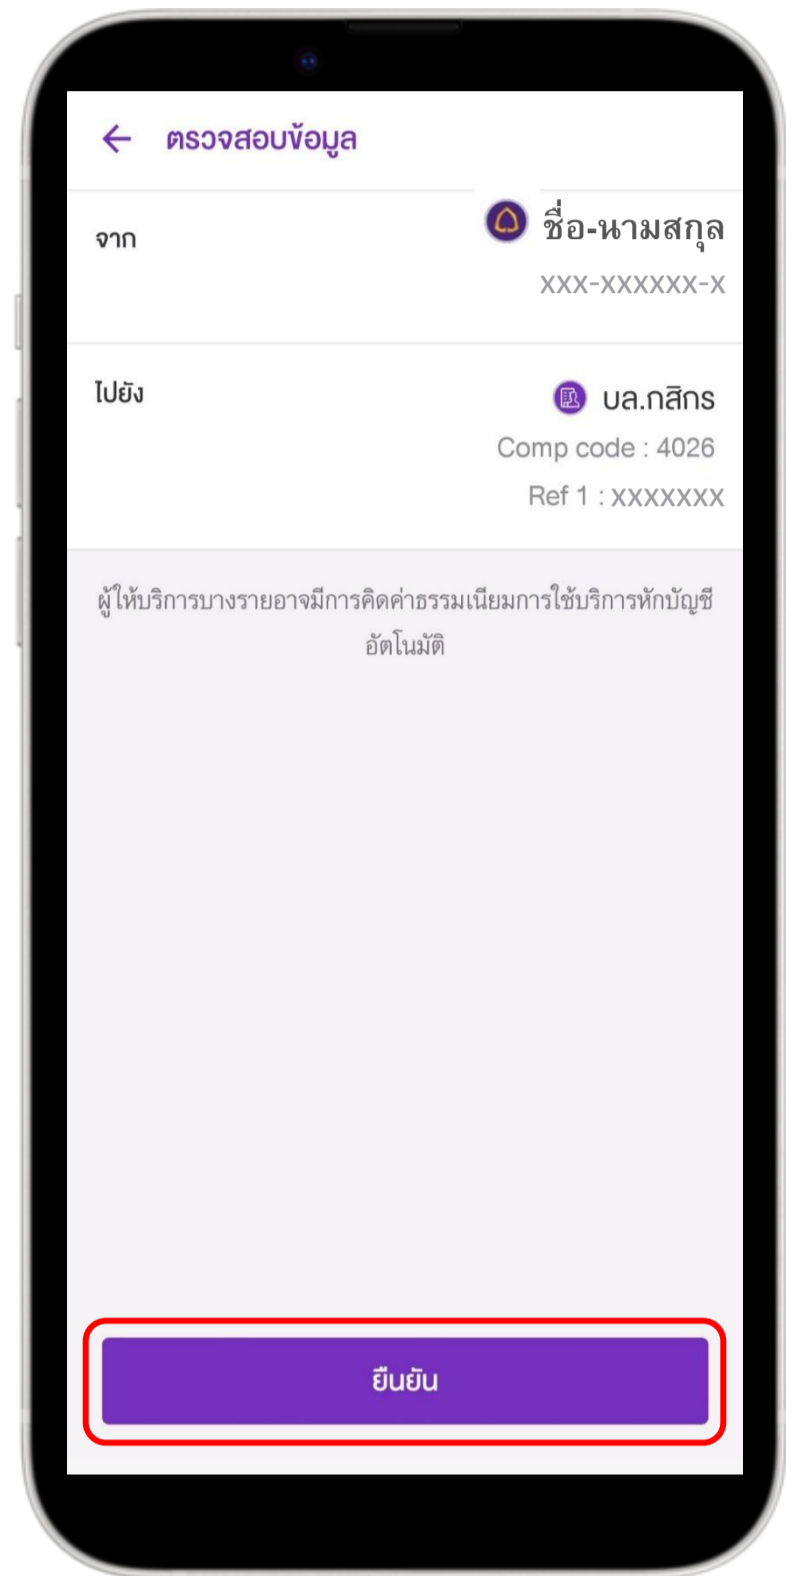 ตรวจสอบข้อมูล
จาก
ชื่อ-นามสกุล
xxx-xxxxxx-x
ไปยัง
บล.กสิกร
Comp code : 4026
Ref 1 : xxxxxxx
ผู้ให้บริการบางรายอาจมีการคิดค่าธรรมเนียมการใช้บริการหักบัญชี
อัตโนมัติ
ยืนยัน